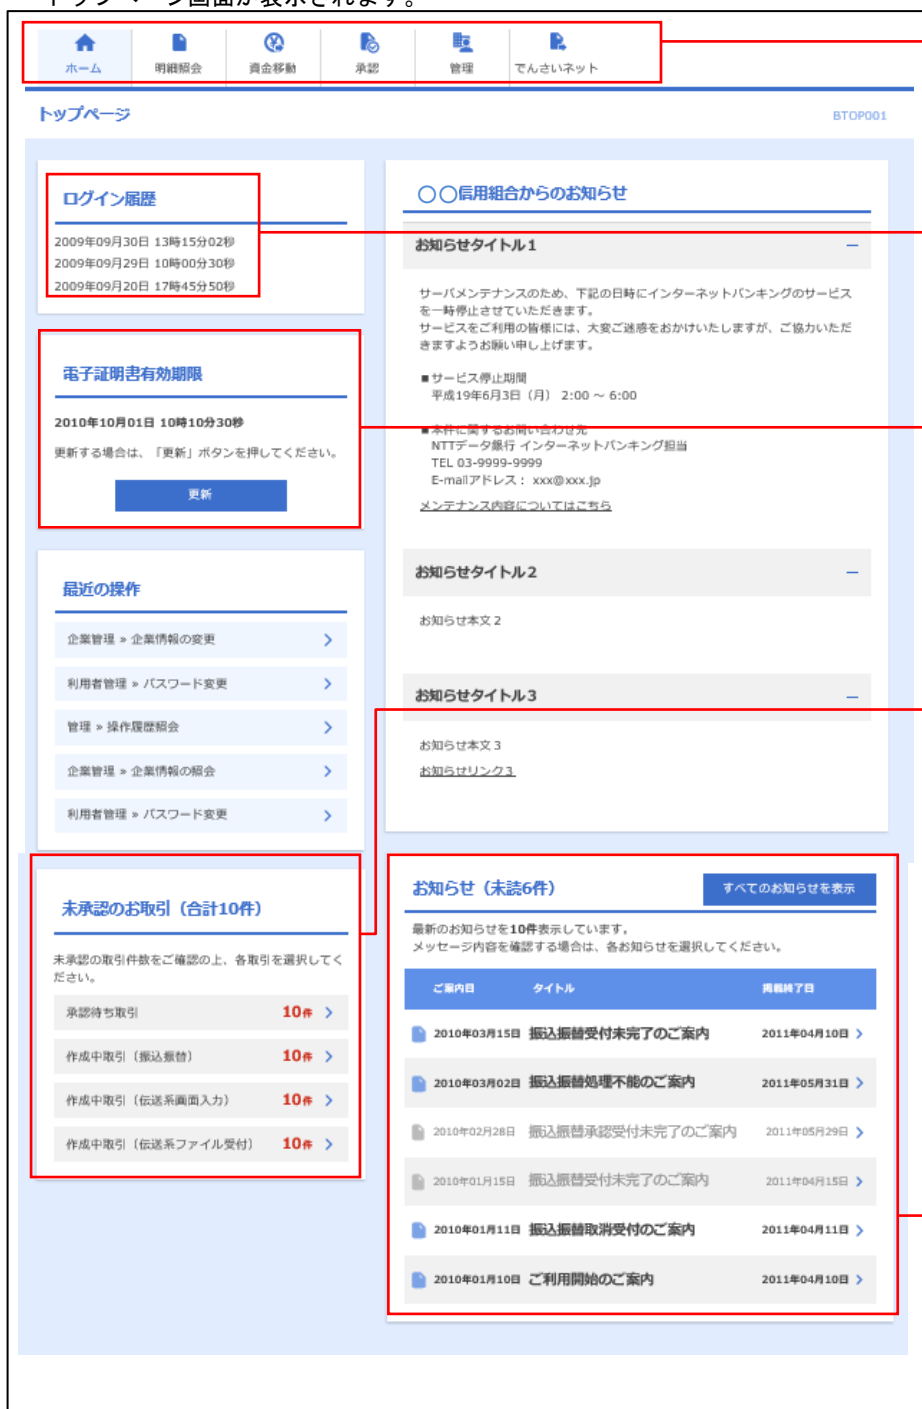 トップページ画面が表示されます。
ホーム
明細照会
資金移動
承認
管理
でんさいネット
トップページ
BTOP001
ログイン履歴
2009年09月30日 13時15分02秒
2009年09月29日 10時00分30秒
2009年09月20日 17時45分50秒
電子証明書有効期限
2010年10月01日 10時10分30秒
更新する場合は、「更新」ボタンを押してください。
更新
最近の操作
企業管理 » 企業情報の変更
利用者管理 » パスワード変更
管理 » 操作履歴照会
企業管理 » 企業情報の照会
利用者管理 » パスワード変更
未承認のお取引（合計10件）
未承認の取引件数をご確認の上、各取引を選択してく
ださい。
承認待ち取引 10件
作成中取引（振込振替） 10件
作成中取引（伝送系画面入力） 10件
作成中取引（伝送系ファイル受付） 10件
〇〇信用組合からのお知らせ
お知らせタイトル1
サーバメンテナンスのため、下記の日時にインターネットバンキングのサービス
を一時停止させていただきます。
サービスをご利用の皆様には、大変ご迷惑をおかけいたしますが、ご協力いただ
きますようお願い申し上げます。
■サービス停止期間
平成19年6月3日（月） 2:00 ～ 6:00
■本件に関するお問い合わせ先
NTTデータ銀行 インターネットバンキング担当
TEL 03-9999-9999
E-mailアドレス： xxx@xxx.jp
メンテナンス内容についてはこちら
お知らせタイトル2
お知らせ本文２
お知らせタイトル3
お知らせ本文３
お知らせリンク３
お知らせ（未読6件）
すべてのお知らせを表示
最新のお知らせを10件表示しています。
メッセージ内容を確認する場合は、各お知らせを選択してください。
ご案内日 タイトル 掲載終了日
2010年03月15日 振込振替受付未完了のご案内 2011年04月10日
2010年03月02日 振込振替処理不能のご案内 2011年05月31日
2010年02月28日 振込振替承認受付未完了のご案内 2011年05月29日
2010年01月15日 振込振替受付未完了のご案内 2011年04月15日
2010年01月11日 振込振替取消受付のご案内 2011年04月11日
2010年01月10日 ご利用開始のご案内 2011年04月10日